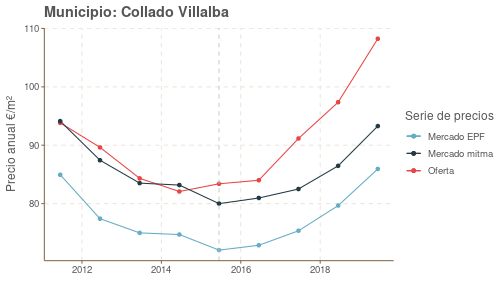 Municipio: Collado Villalba
110
100
90
80
Precio anual €/m²
2012
2014
2016
2018
Serie de precios
Mercado EPF
Mercado mitma
Oferta